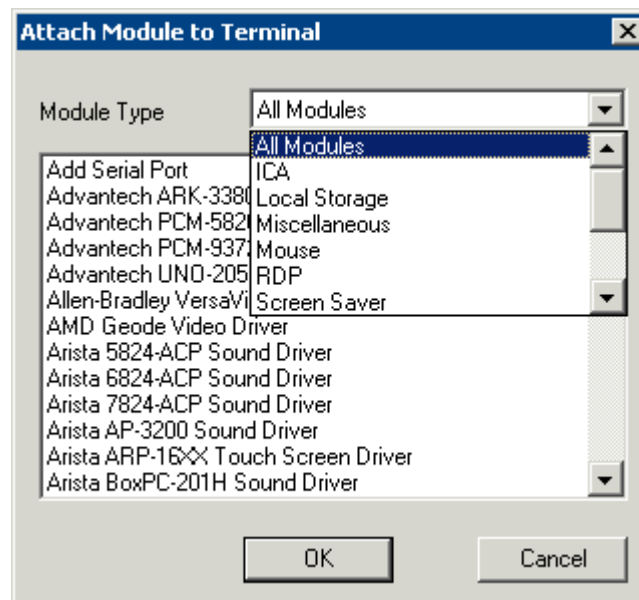 Attach Module to Terminal
Module Type
All Modules
All Modules
ICA
Local Storage
Miscellaneous
Mouse
RDP
Screen Saver
Add Serial Port
Advantech ARK-338
Advantech PCM-582
Advantech PCM-937
Advantech UNO-205
Allen-Bradley VersaVi
AMD Geode Video Driver
Arista 5824-ACP Sound Driver
Arista 6824-ACP Sound Driver
Arista 7824-ACP Sound Driver
Arista AP-3200 Sound Driver
Arista ARP-16XX Touch Screen Driver
Arista BoxPC-201H Sound Driver
OK
Cancel